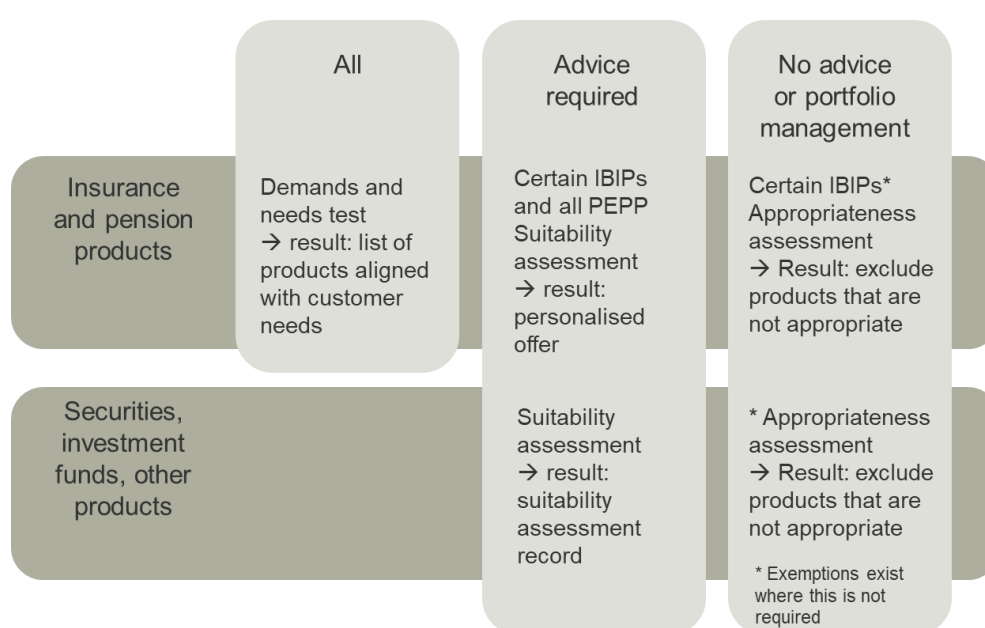 All
Advice
required
No advice
or portfolio
management
Insurance
and pension
products
Demands and
needs test
→ result: list of
products aligned
with customer
needs
Certain IBIPs
and all PEPP
Suitability
assessment
→ result:
personalised
offer
Certain IBIPs*
Appropriateness
assessment
→ Result: exclude
products that are
not appropriate
Securities,
investment
funds, other
products
Suitability
assessment
→ result:
suitability
assessment
record
* Appropriateness
assessment
→ Result: exclude
products that are
not appropriate
* Exemptions exist
where this is not
required